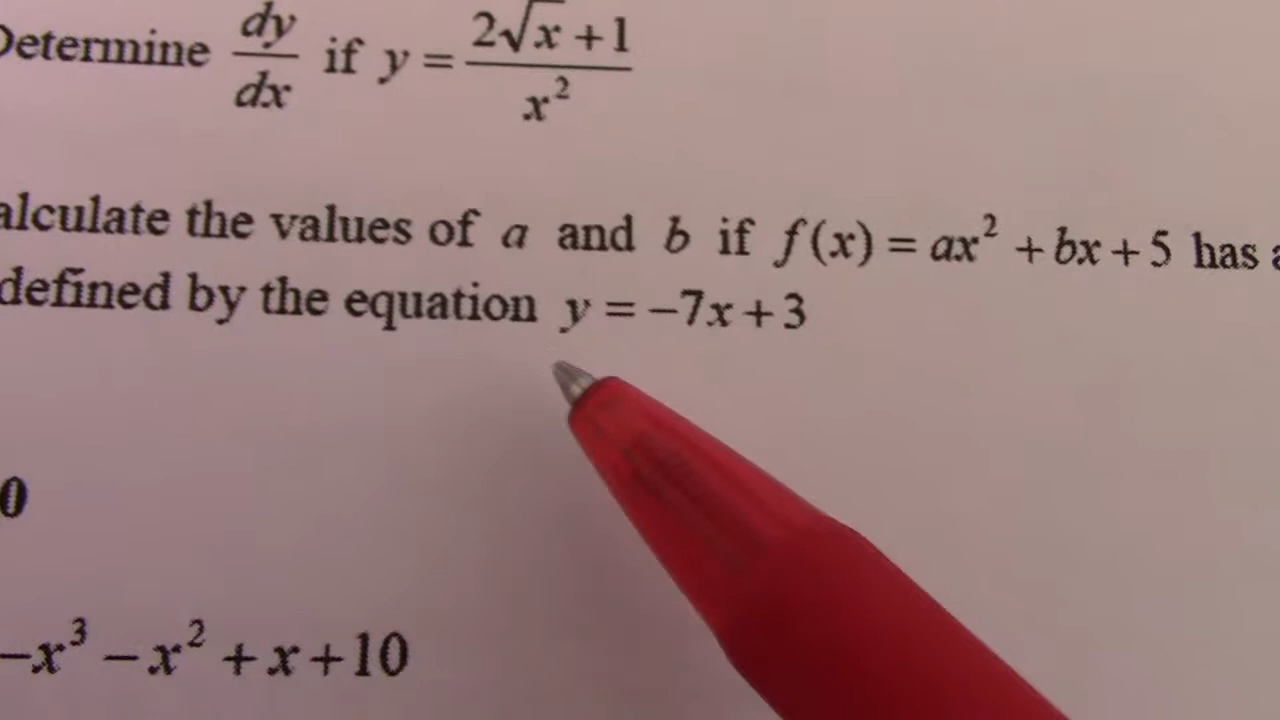 Determine dy/dx if y = (2√x + 1)/x²
alculate the values of a and b if f(x) = ax² + bx + 5 has a
defined by the equation y = −7x + 3
0
−x³ − x² + x + 10